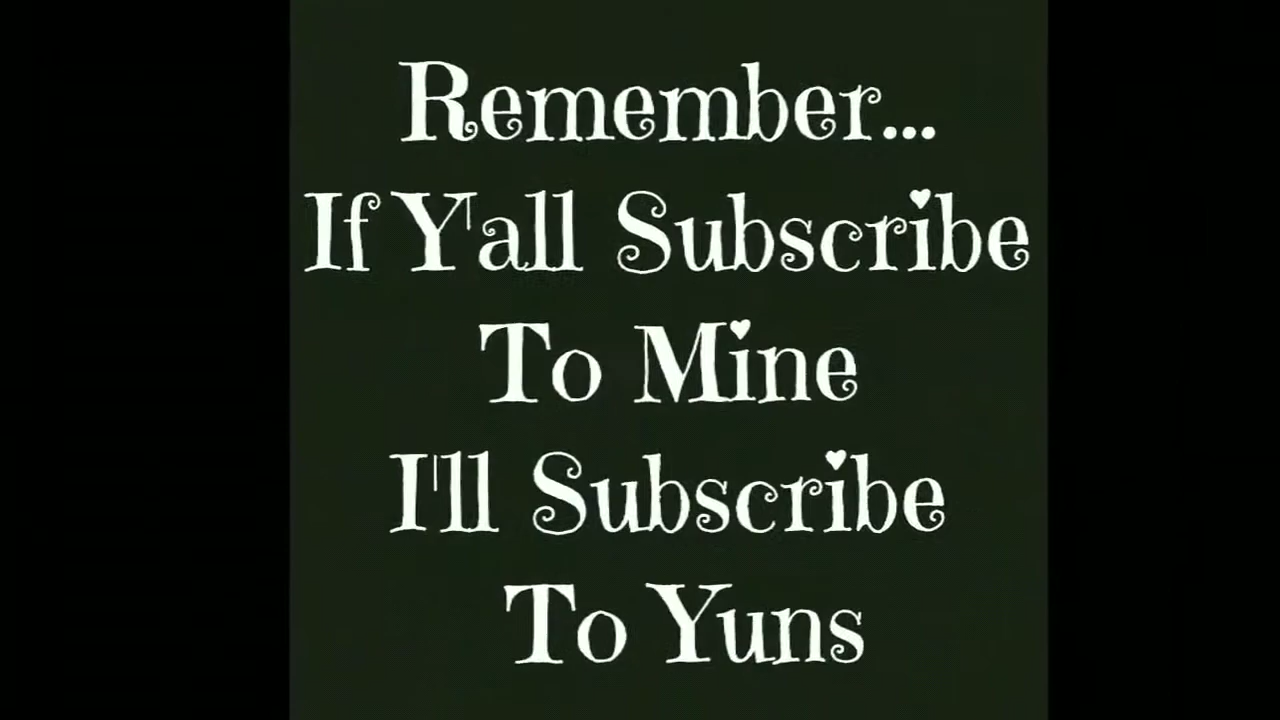 Remember...
If Y'all Subscribe
To Mine
I'll Subscribe
To Yuns